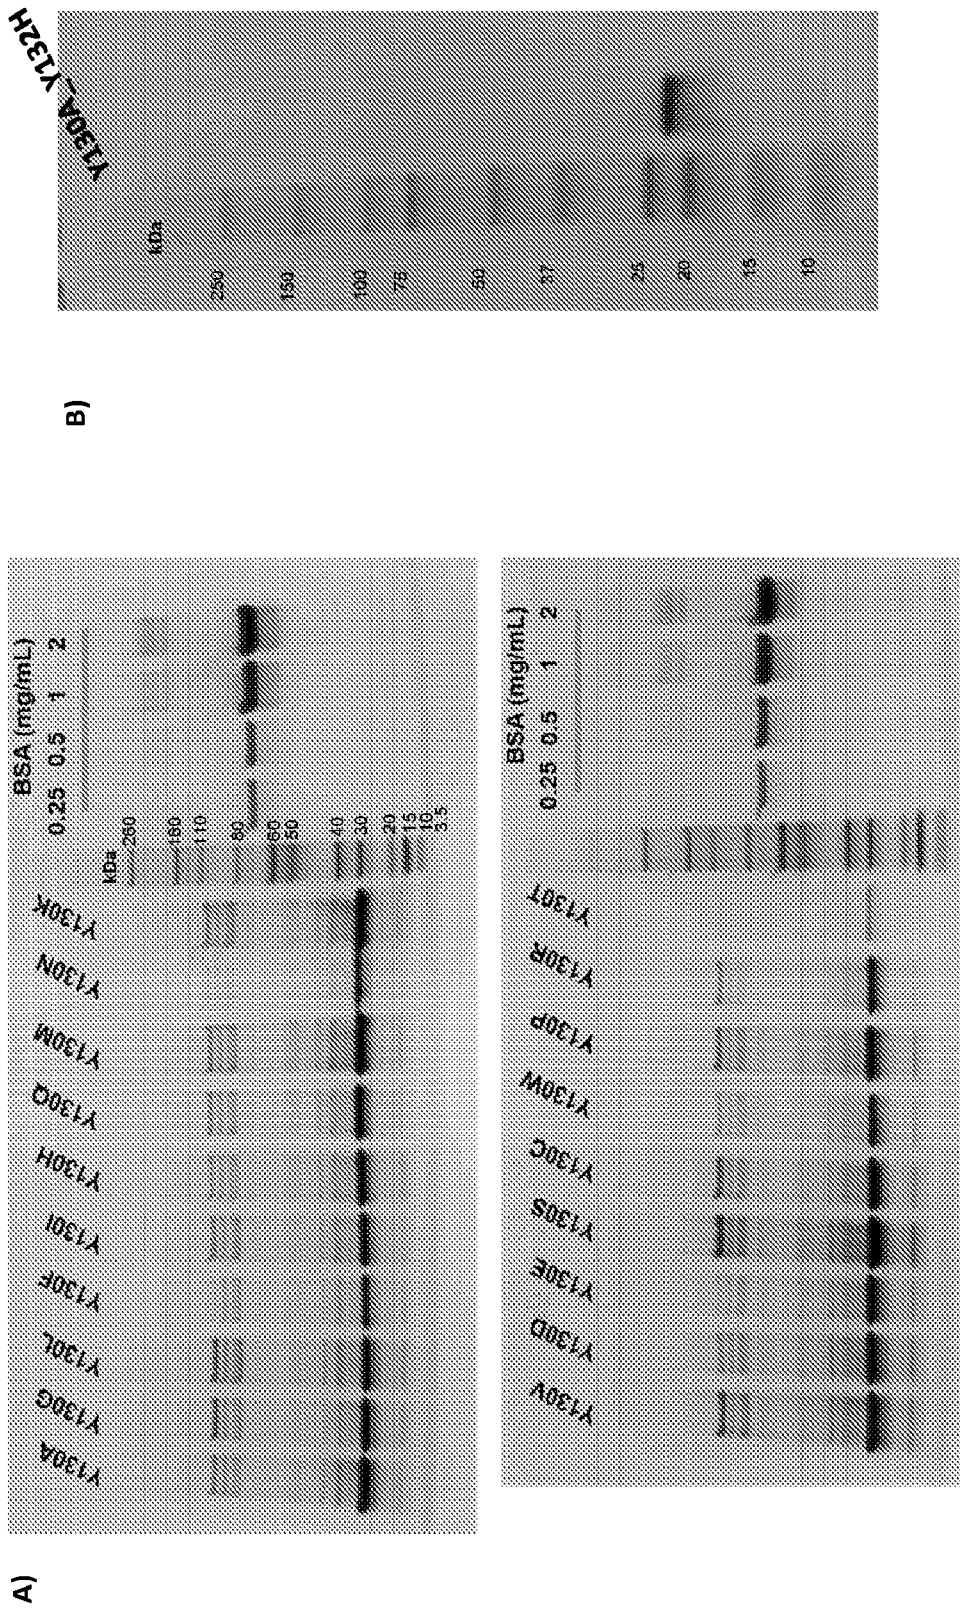 A)
Y130A Y130G Y130L Y130F Y130I Y130H Y130Q Y130M Y130N Y130K
BSA (mg/mL)
0.25 0.5 1 2
kDa
260
160
110
80
60
50
40
30
20
15
10
3.5
Y130V Y130D Y130E Y130S Y130C Y130W Y130P Y130R Y130T
BSA (mg/mL)
0.25 0.5 1 2
B)
Y130A_Y132H
kDa
250
150
100
75
50
37
25
20
15
10